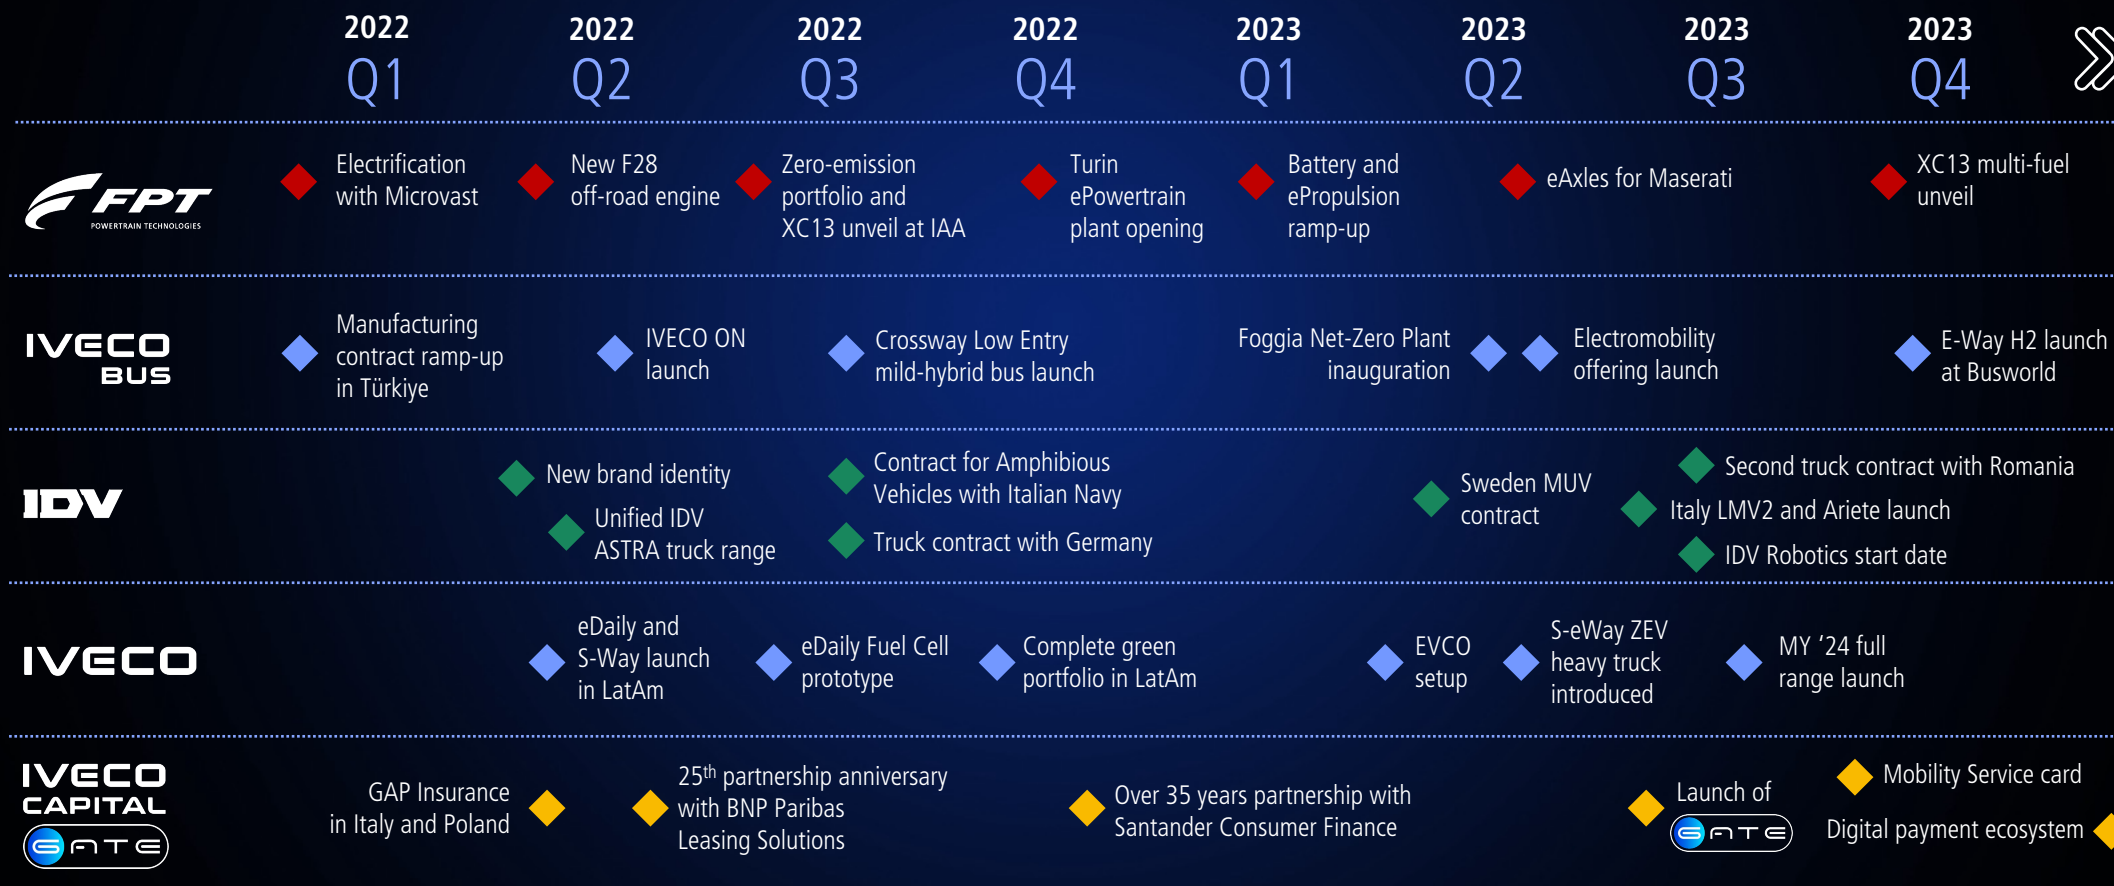 2022
Q1
2022
Q2
2022
Q3
2022
Q4
2023
Q1
2023
Q2
2023
Q3
2023
Q4
FPT
POWERTRAIN TECHNOLOGIES
Electrification
with Microvast
New F28
off-road engine
Zero-emission
portfolio and
XC13 unveil at IAA
Turin
ePowertrain
plant opening
Battery and
ePropulsion
ramp-up
eAxles for Maserati
XC13 multi-fuel
unveil
IVECO
BUS
Manufacturing
contract ramp-up
in Türkiye
IVECO ON
launch
Crossway Low Entry
mild-hybrid bus launch
Foggia Net-Zero Plant
inauguration
Electromobility
offering launch
E-Way H2 launch
at Busworld
IDV
New brand identity
Unified IDV
ASTRA truck range
Contract for Amphibious
Vehicles with Italian Navy
Truck contract with Germany
Sweden MUV
contract
Second truck contract with Romania
Italy LMV2 and Ariete launch
IDV Robotics start date
IVECO
eDaily and
S-Way launch
in LatAm
eDaily Fuel Cell
prototype
Complete green
portfolio in LatAm
EVCO
setup
S-eWay ZEV
heavy truck
introduced
MY ‘24 full
range launch
IVECO
CAPITAL
GATE
GAP Insurance
in Italy and Poland
25th partnership anniversary
with BNP Paribas
Leasing Solutions
Over 35 years partnership with
Santander Consumer Finance
Launch of
GATE
Mobility Service card
Digital payment ecosystem